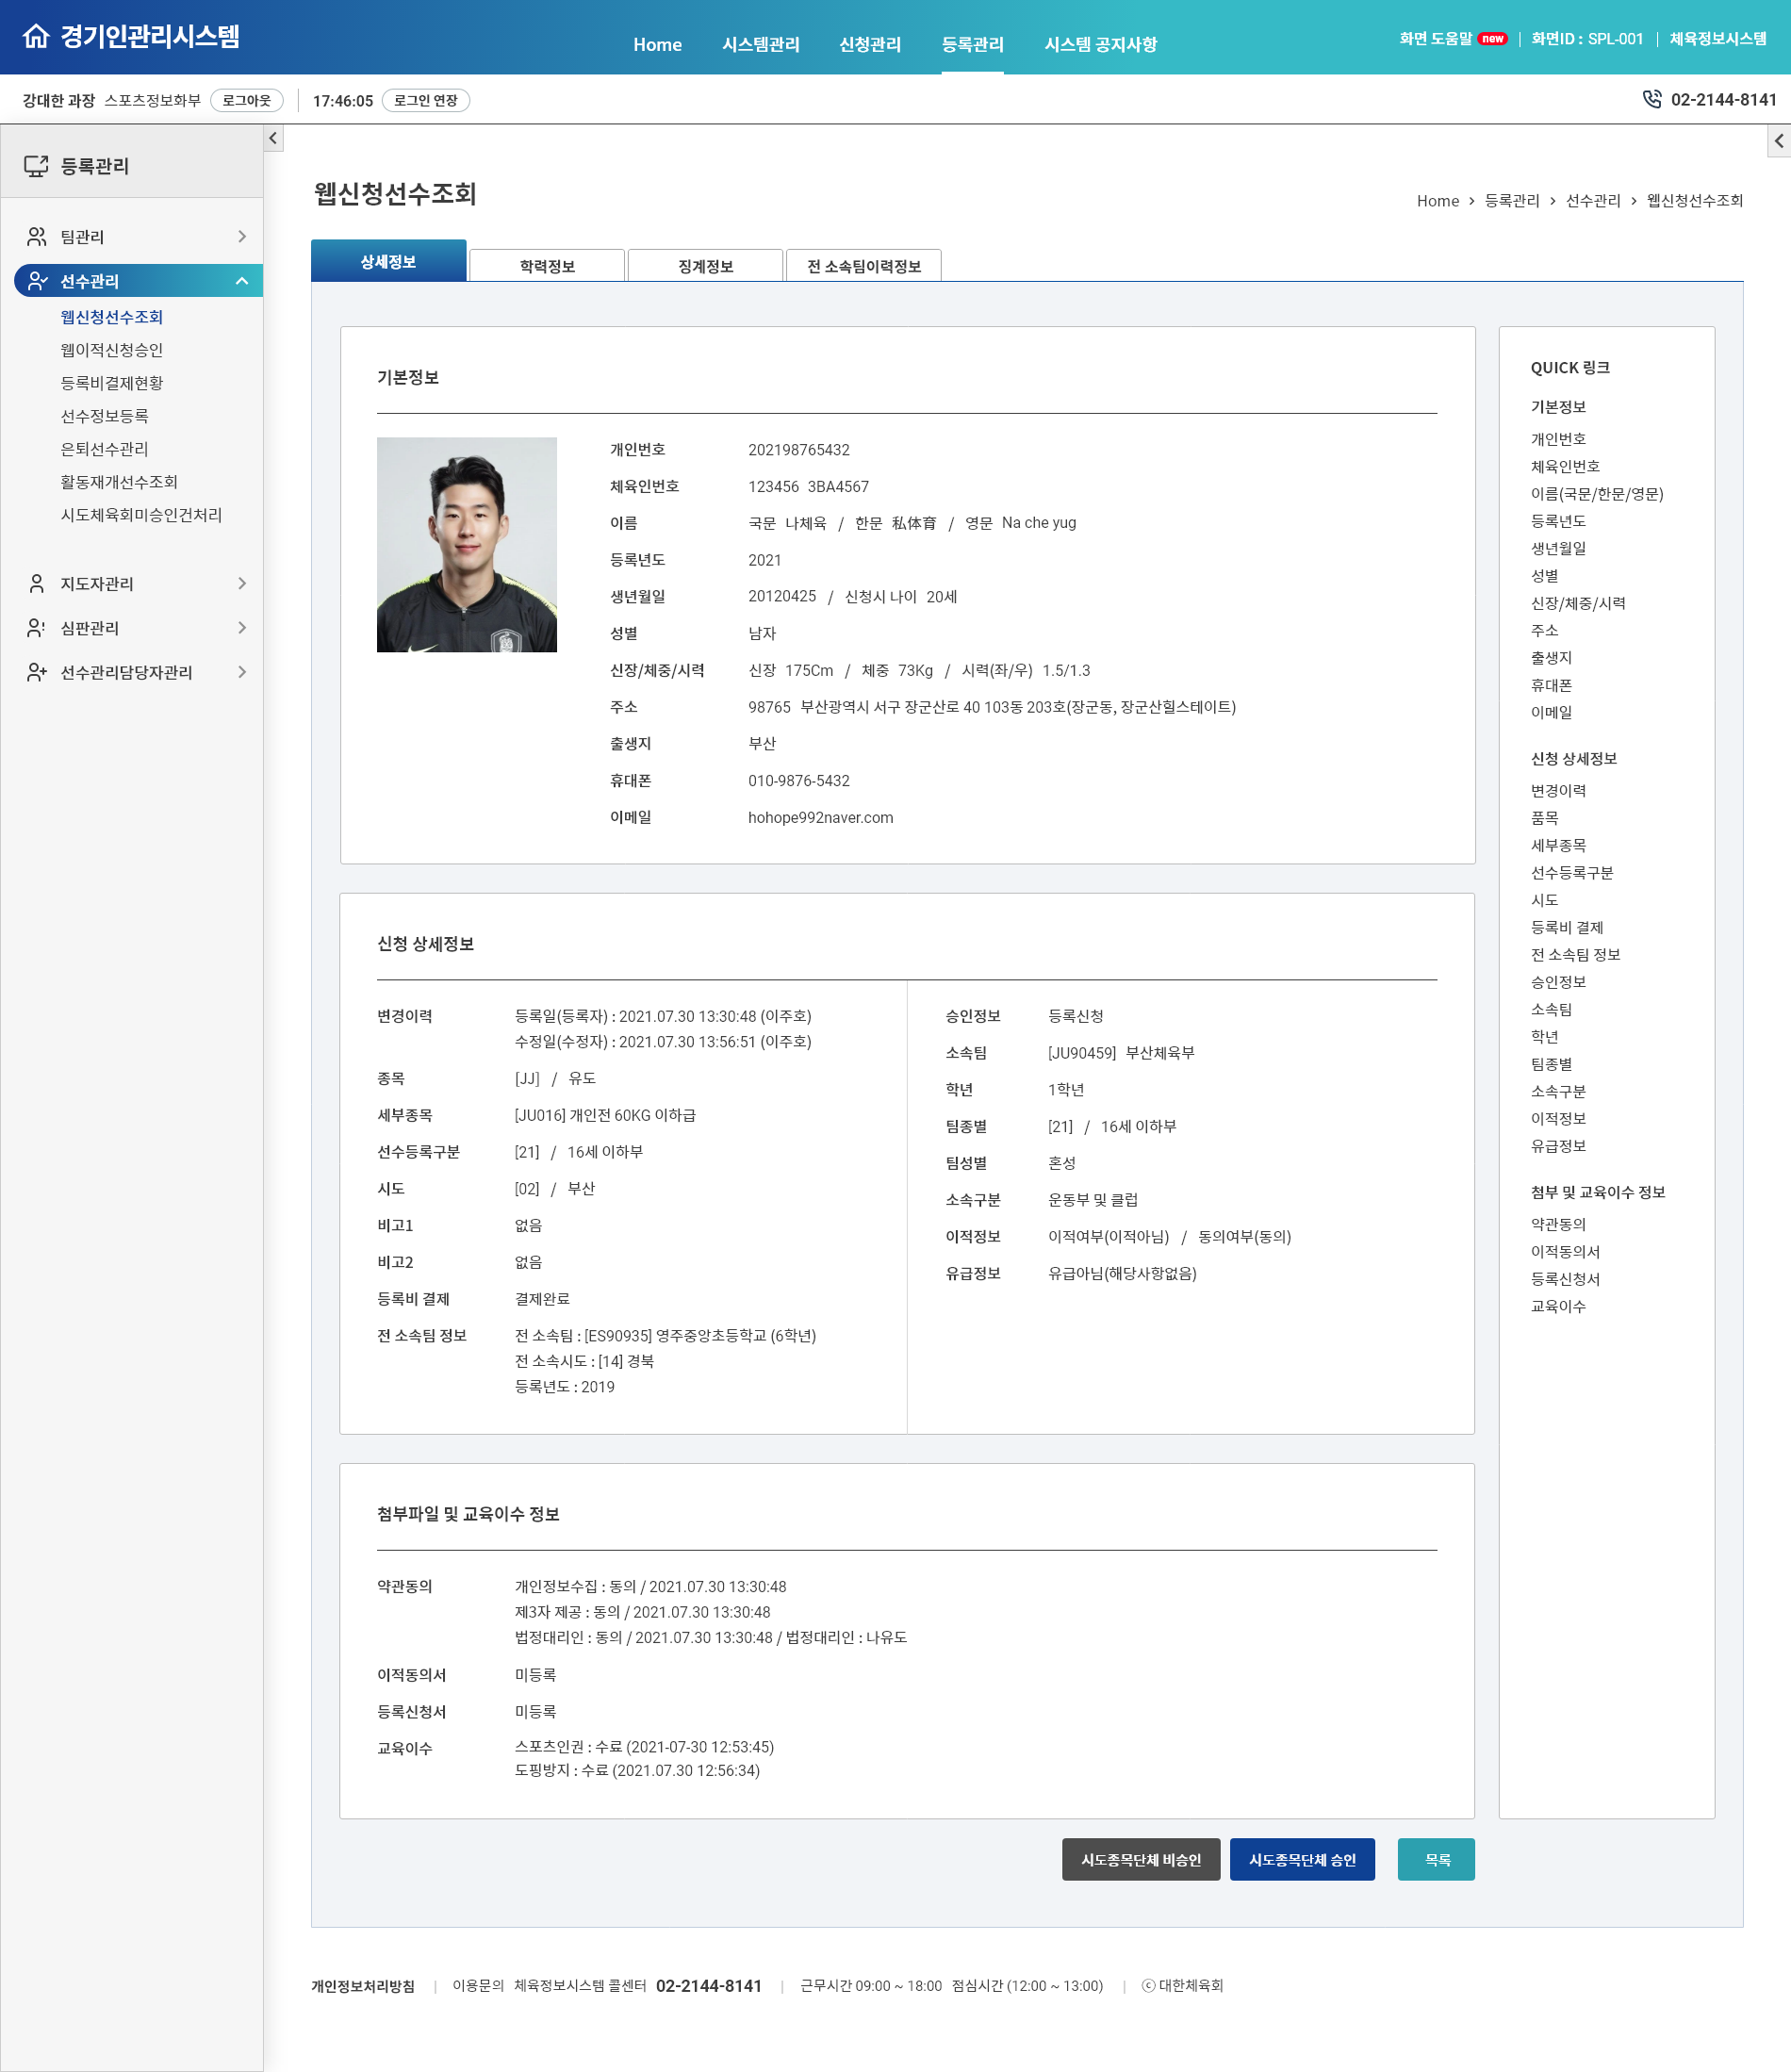 경기인관리시스템
Home 시스템관리 신청관리 등록관리 시스템 공지사항
화면 도움말 new 화면ID : SPL-001 체육정보시스템
강대한 과장 스포츠정보화부 로그아웃 17:46:05 로그인 연장
02-2144-8141
등록관리
팀관리
선수관리
웹신청선수조회
웹이적신청승인
등록비결제현황
선수정보등록
은퇴선수관리
활동재개선수조회
시도체육회미승인건처리
지도자관리
심판관리
선수관리담당자관리
웹신청선수조회
Home > 등록관리 > 선수관리 > 웹신청선수조회
상세정보 학력정보 징계정보 전 소속팀이력정보
기본정보
개인번호 202198765432
체육인번호 123456 3BA4567
이름 국문 나체육 / 한문 私体育 / 영문 Na che yug
등록년도 2021
생년월일 20120425 / 신청시 나이 20세
성별 남자
신장/체중/시력 신장 175Cm / 체중 73Kg / 시력(좌/우) 1.5/1.3
주소 98765 부산광역시 서구 장군산로 40 103동 203호(장군동, 장군산힐스테이트)
출생지 부산
휴대폰 010-9876-5432
이메일 hohope992naver.com
신청 상세정보
변경이력 등록일(등록자) : 2021.07.30 13:30:48 (이주호)
수정일(수정자) : 2021.07.30 13:56:51 (이주호)
종목 [JJ] / 유도
세부종목 [JU016] 개인전 60KG 이하급
선수등록구분 [21] / 16세 이하부
시도 [02] / 부산
비고1 없음
비고2 없음
등록비 결제 결제완료
전 소속팀 정보 전 소속팀 : [ES90935] 영주중앙초등학교 (6학년)
전 소속시도 : [14] 경북
등록년도 : 2019
승인정보 등록신청
소속팀 [JU90459] 부산체육부
학년 1학년
팀종별 [21] / 16세 이하부
팀성별 혼성
소속구분 운동부 및 클럽
이적정보 이적여부(이적아님) / 동의여부(동의)
유급정보 유급아님(해당사항없음)
첨부파일 및 교육이수 정보
약관동의 개인정보수집 : 동의 / 2021.07.30 13:30:48
제3자 제공 : 동의 / 2021.07.30 13:30:48
법정대리인 : 동의 / 2021.07.30 13:30:48 / 법정대리인 : 나유도
이적동의서 미등록
등록신청서 미등록
교육이수 스포츠인권 : 수료 (2021-07-30 12:53:45)
도핑방지 : 수료 (2021.07.30 12:56:34)
QUICK 링크
기본정보
개인번호
체육인번호
이름(국문/한문/영문)
등록년도
생년월일
성별
신장/체중/시력
주소
출생지
휴대폰
이메일
신청 상세정보
변경이력
품목
세부종목
선수등록구분
시도
등록비 결제
전 소속팀 정보
승인정보
소속팀
학년
팀종별
소속구분
이적정보
유급정보
첨부 및 교육이수 정보
약관동의
이적동의서
등록신청서
교육이수
시도종목단체 비승인 시도종목단체 승인 목록
개인정보처리방침 | 이용문의 체육정보시스템 콜센터 02-2144-8141 | 근무시간 09:00 ~ 18:00 점심시간 (12:00 ~ 13:00) | ⓒ 대한체육회